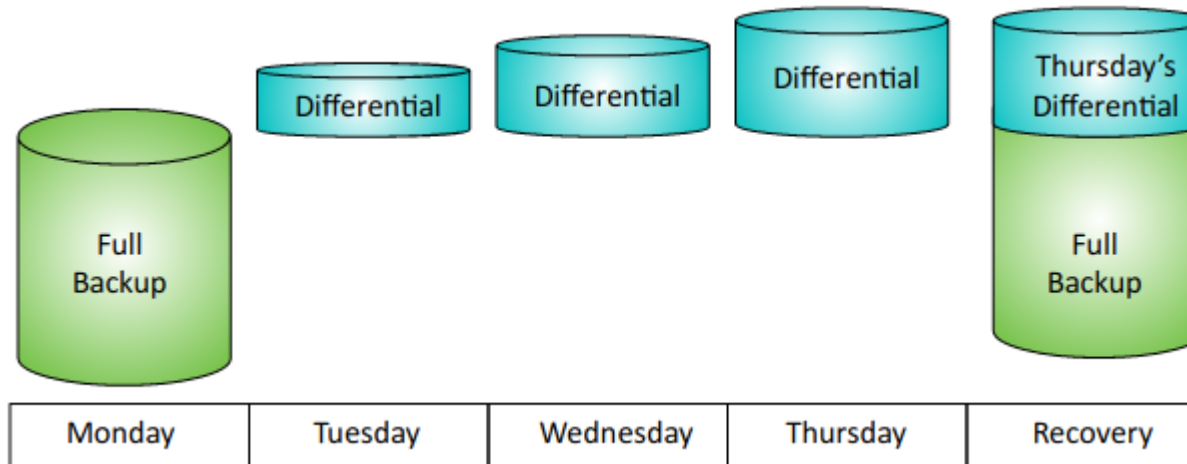 Differential
Differential
Differential
Thursday's
Differential
Full
Backup
Full
Backup
Monday
Tuesday
Wednesday
Thursday
Recovery